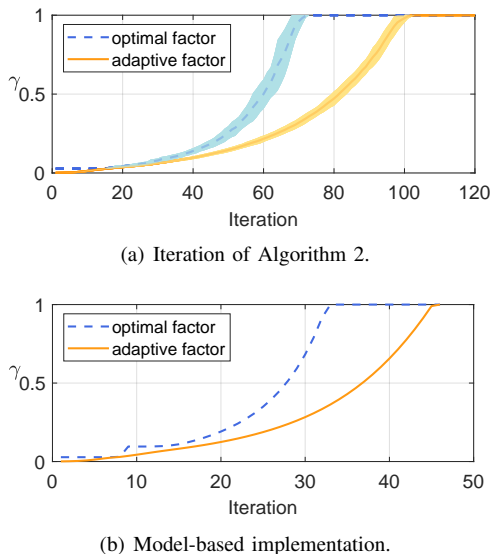 1
optimal factor
adaptive factor
γ
0.5
0
0 20 40 60 80 100 120
Iteration
(a) Iteration of Algorithm 2.
1
optimal factor
adaptive factor
γ
0.5
0
0 10 20 30 40 50
Iteration
(b) Model-based implementation.